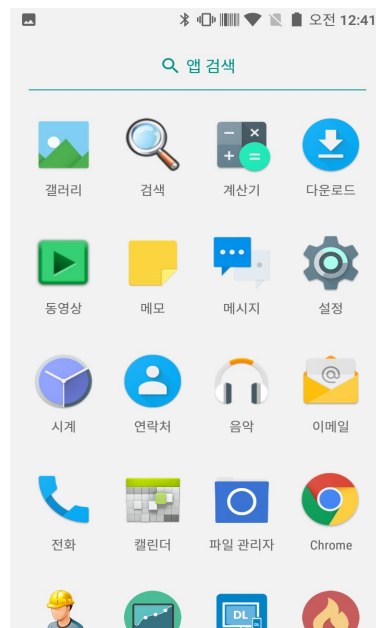 오전 12:41
앱 검색
갤러리 검색 계산기 다운로드
동영상 메모 메시지 설정
시계 연락처 음악 이메일
@
전화 캘린더 파일 관리자 Chrome
DL
DL